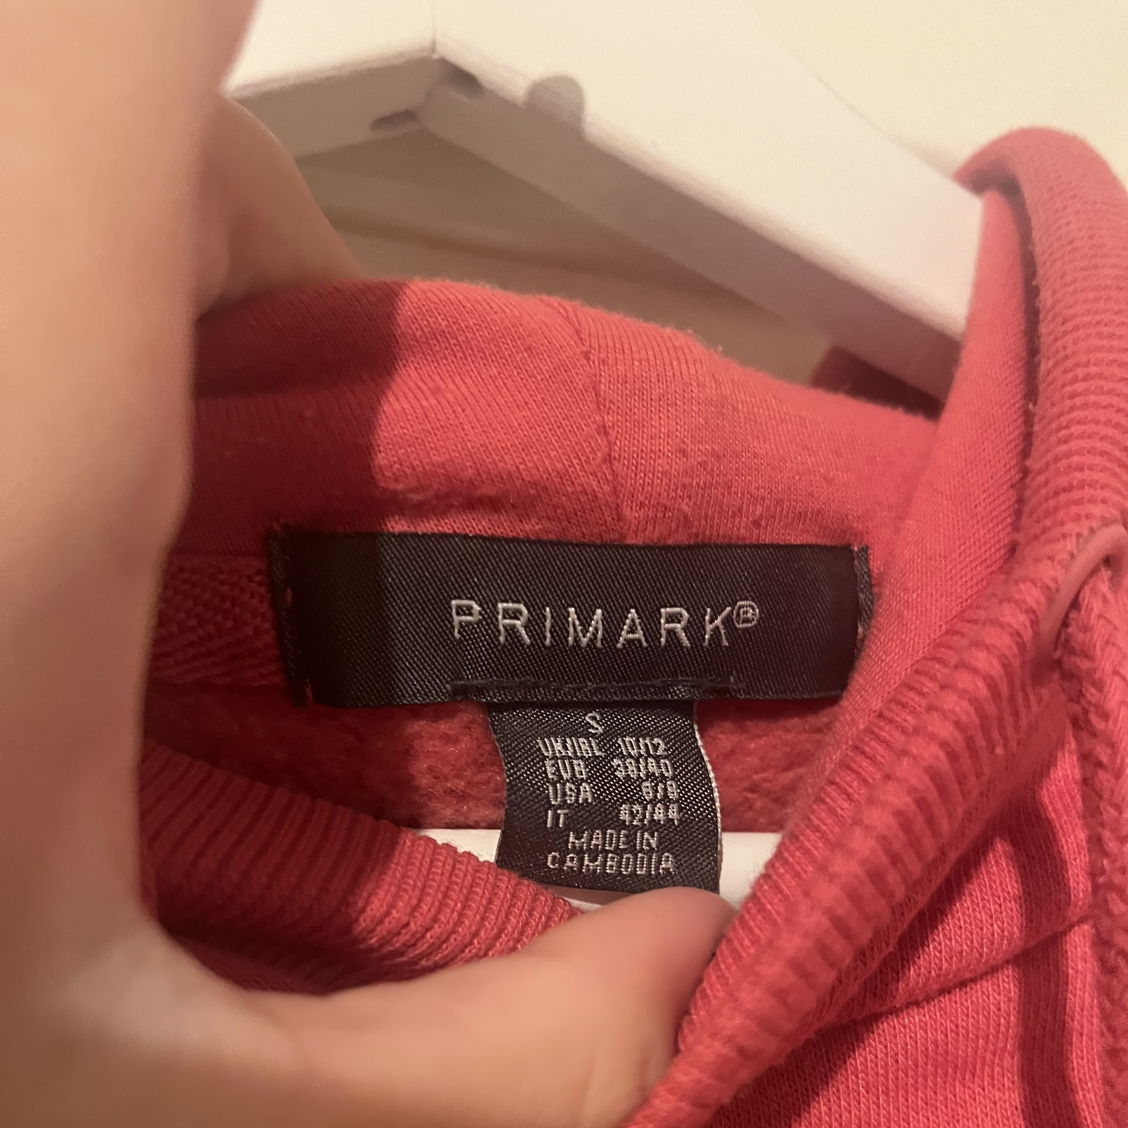 PRIMARK®
S
UK/IRL 10/12
EUR 38/40
USA 6/8
IT 42/44
MADE IN
CAMBODIA